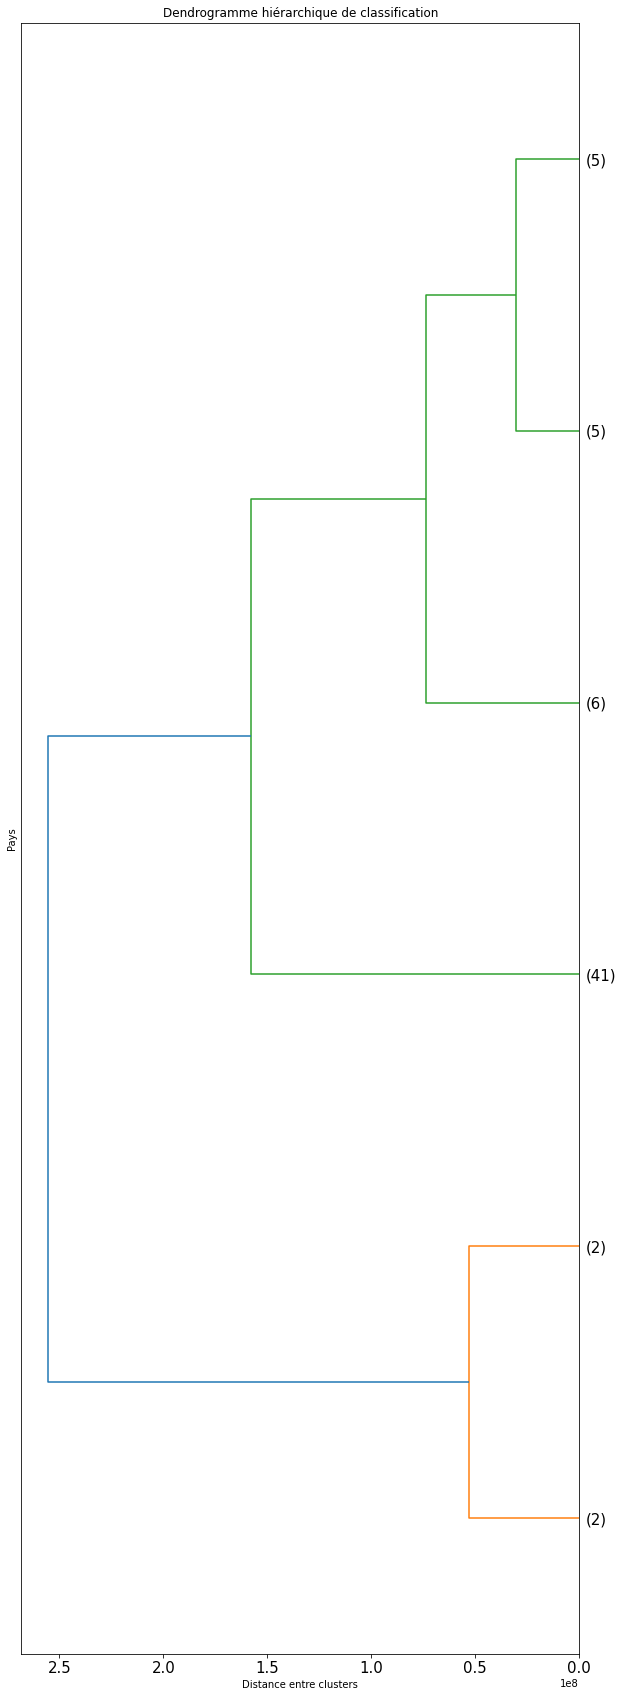 Dendrogramme hiérarchique de classification
(5)
(5)
(6)
Pays
(41)
(2)
(2)
2.5 2.0 1.5 1.0 0.5 0.0
Distance entre clusters
1e8